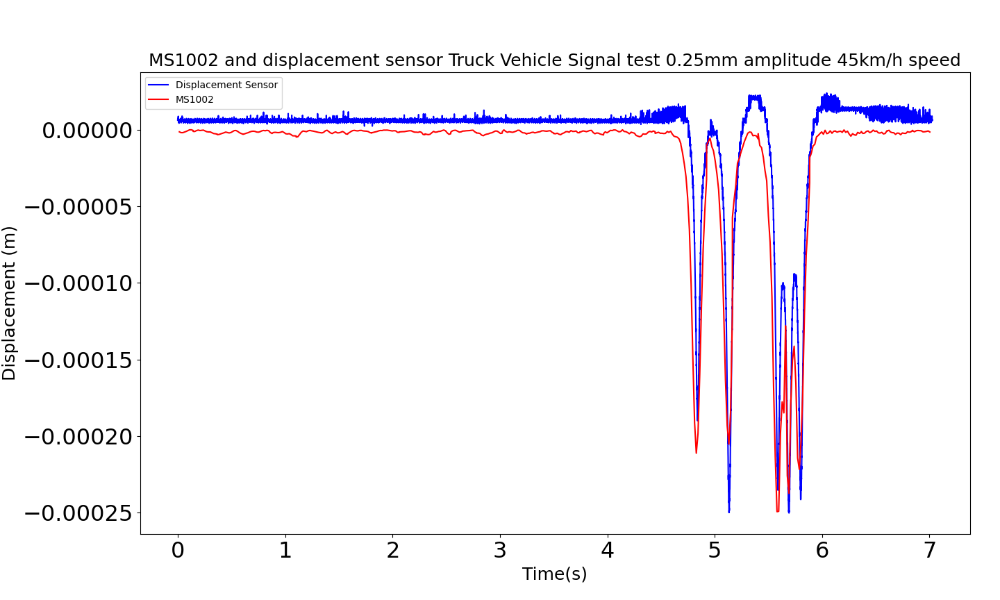 MS1002 and displacement sensor Truck Vehicle Signal test 0.25mm amplitude 45km/h speed
Displacement Sensor
MS1002
0.00000
−0.00005
−0.00010
−0.00015
−0.00020
−0.00025
Displacement (m)
0 1 2 3 4 5 6 7
Time(s)